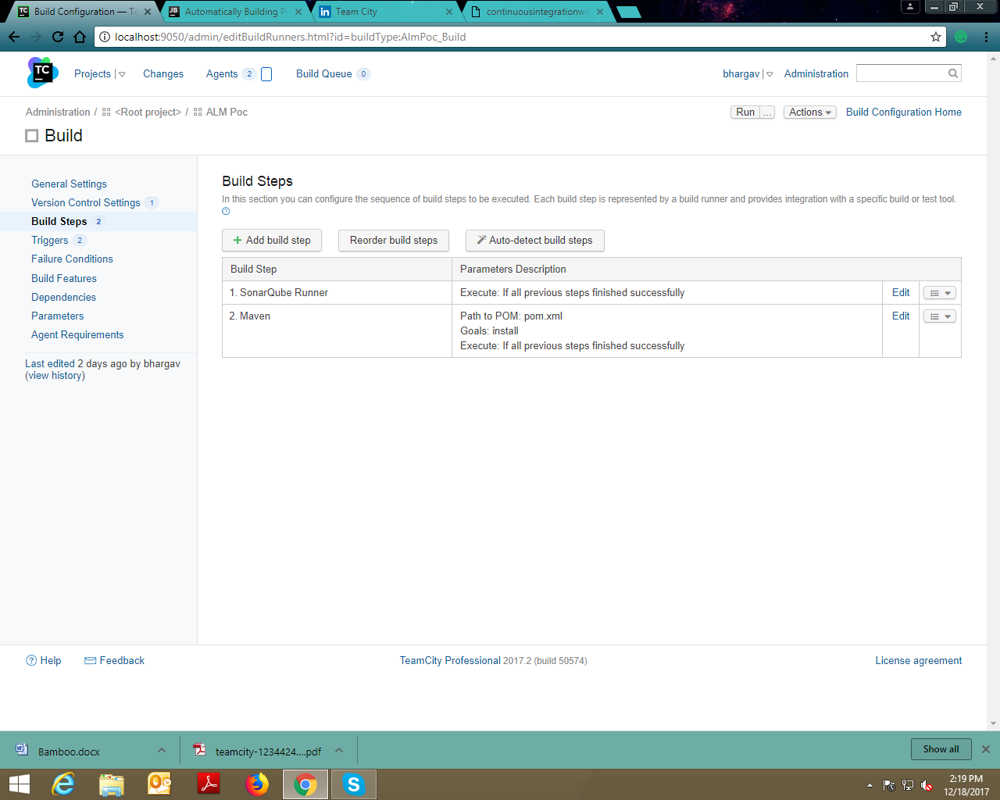 Build Configuration — Te
Automatically Building P
Team City
continuousintegrationwi
localhost:9050/admin/editBuildRunners.html?id=buildType:AlmPoc_Build
TC
Projects
Changes
Agents 2
Build Queue 0
bhargav
Administration
Administration / <Root project> / ALM Poc
Run ...
Actions
Build Configuration Home
Build
General Settings
Version Control Settings 1
Build Steps 2
Triggers 2
Failure Conditions
Build Features
Dependencies
Parameters
Agent Requirements
Last edited 2 days ago by bhargav
(view history)
Build Steps
In this section you can configure the sequence of build steps to be executed. Each build step is represented by a build runner and provides integration with a specific build or test tool.
Add build step
Reorder build steps
Auto-detect build steps
Build Step
Parameters Description
1. SonarQube Runner
Execute: If all previous steps finished successfully
Edit
2. Maven
Path to POM: pom.xml
Goals: install
Execute: If all previous steps finished successfully
Edit
Help
Feedback
TeamCity Professional 2017.2 (build 50574)
License agreement
Bamboo.docx
teamcity-1234424....pdf
Show all
2:19 PM
12/18/2017